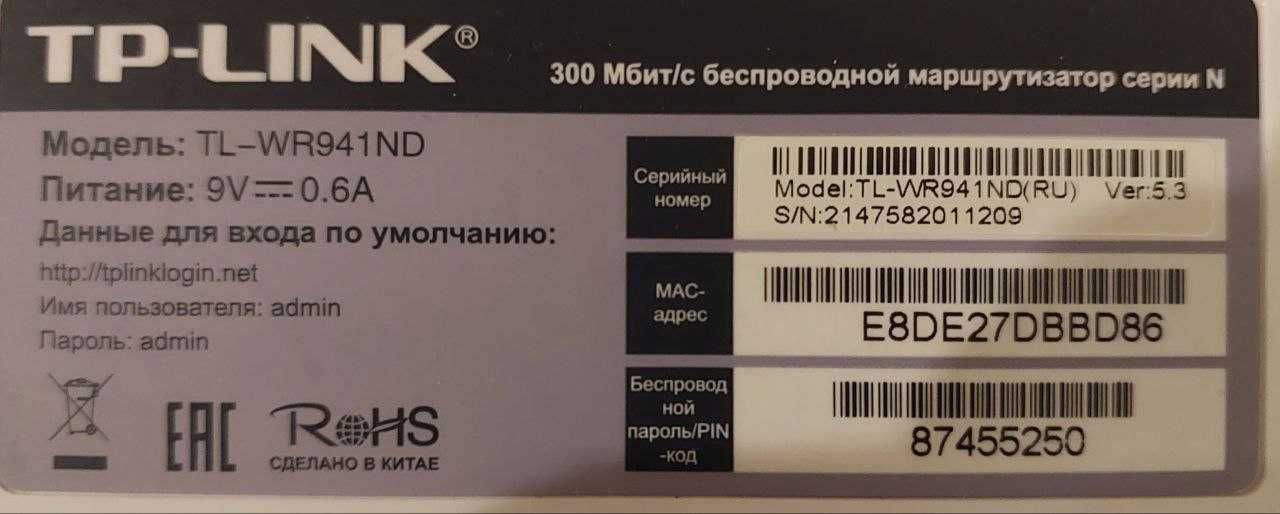 TP-LINK®
300 Мбит/с беспроводной маршрутизатор серии N
Модель: TL-WR941ND
Питание: 9V⎓0.6A
Данные для входа по умолчанию:
http://tplinklogin.net
Имя пользователя: admin
Пароль: admin
EAC
RoHS
СДЕЛАНО В КИТАЕ
Серийный
номер
Model:TL-WR941ND(RU) Ver:5.3
S/N:2147582011209
MAC-
адрес
E8DE27DBBD86
Беспровод
ной
пароль/PIN
-код
87455250